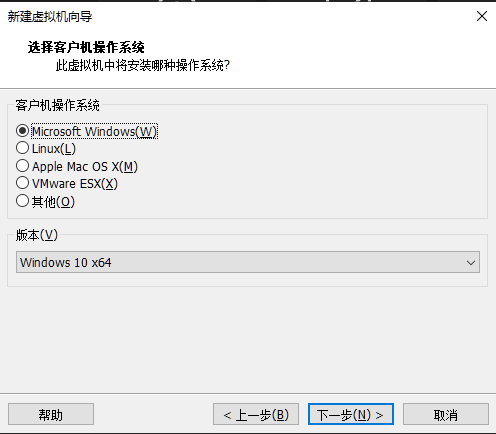 新建虚拟机向导
选择客户机操作系统
此虚拟机中将安装哪种操作系统?
客户机操作系统
Microsoft Windows(W)
Linux(L)
Apple Mac OS X(M)
VMware ESX(X)
其他(O)
版本(V)
Windows 10 x64
帮助
< 上一步(B)
下一步(N) >
取消